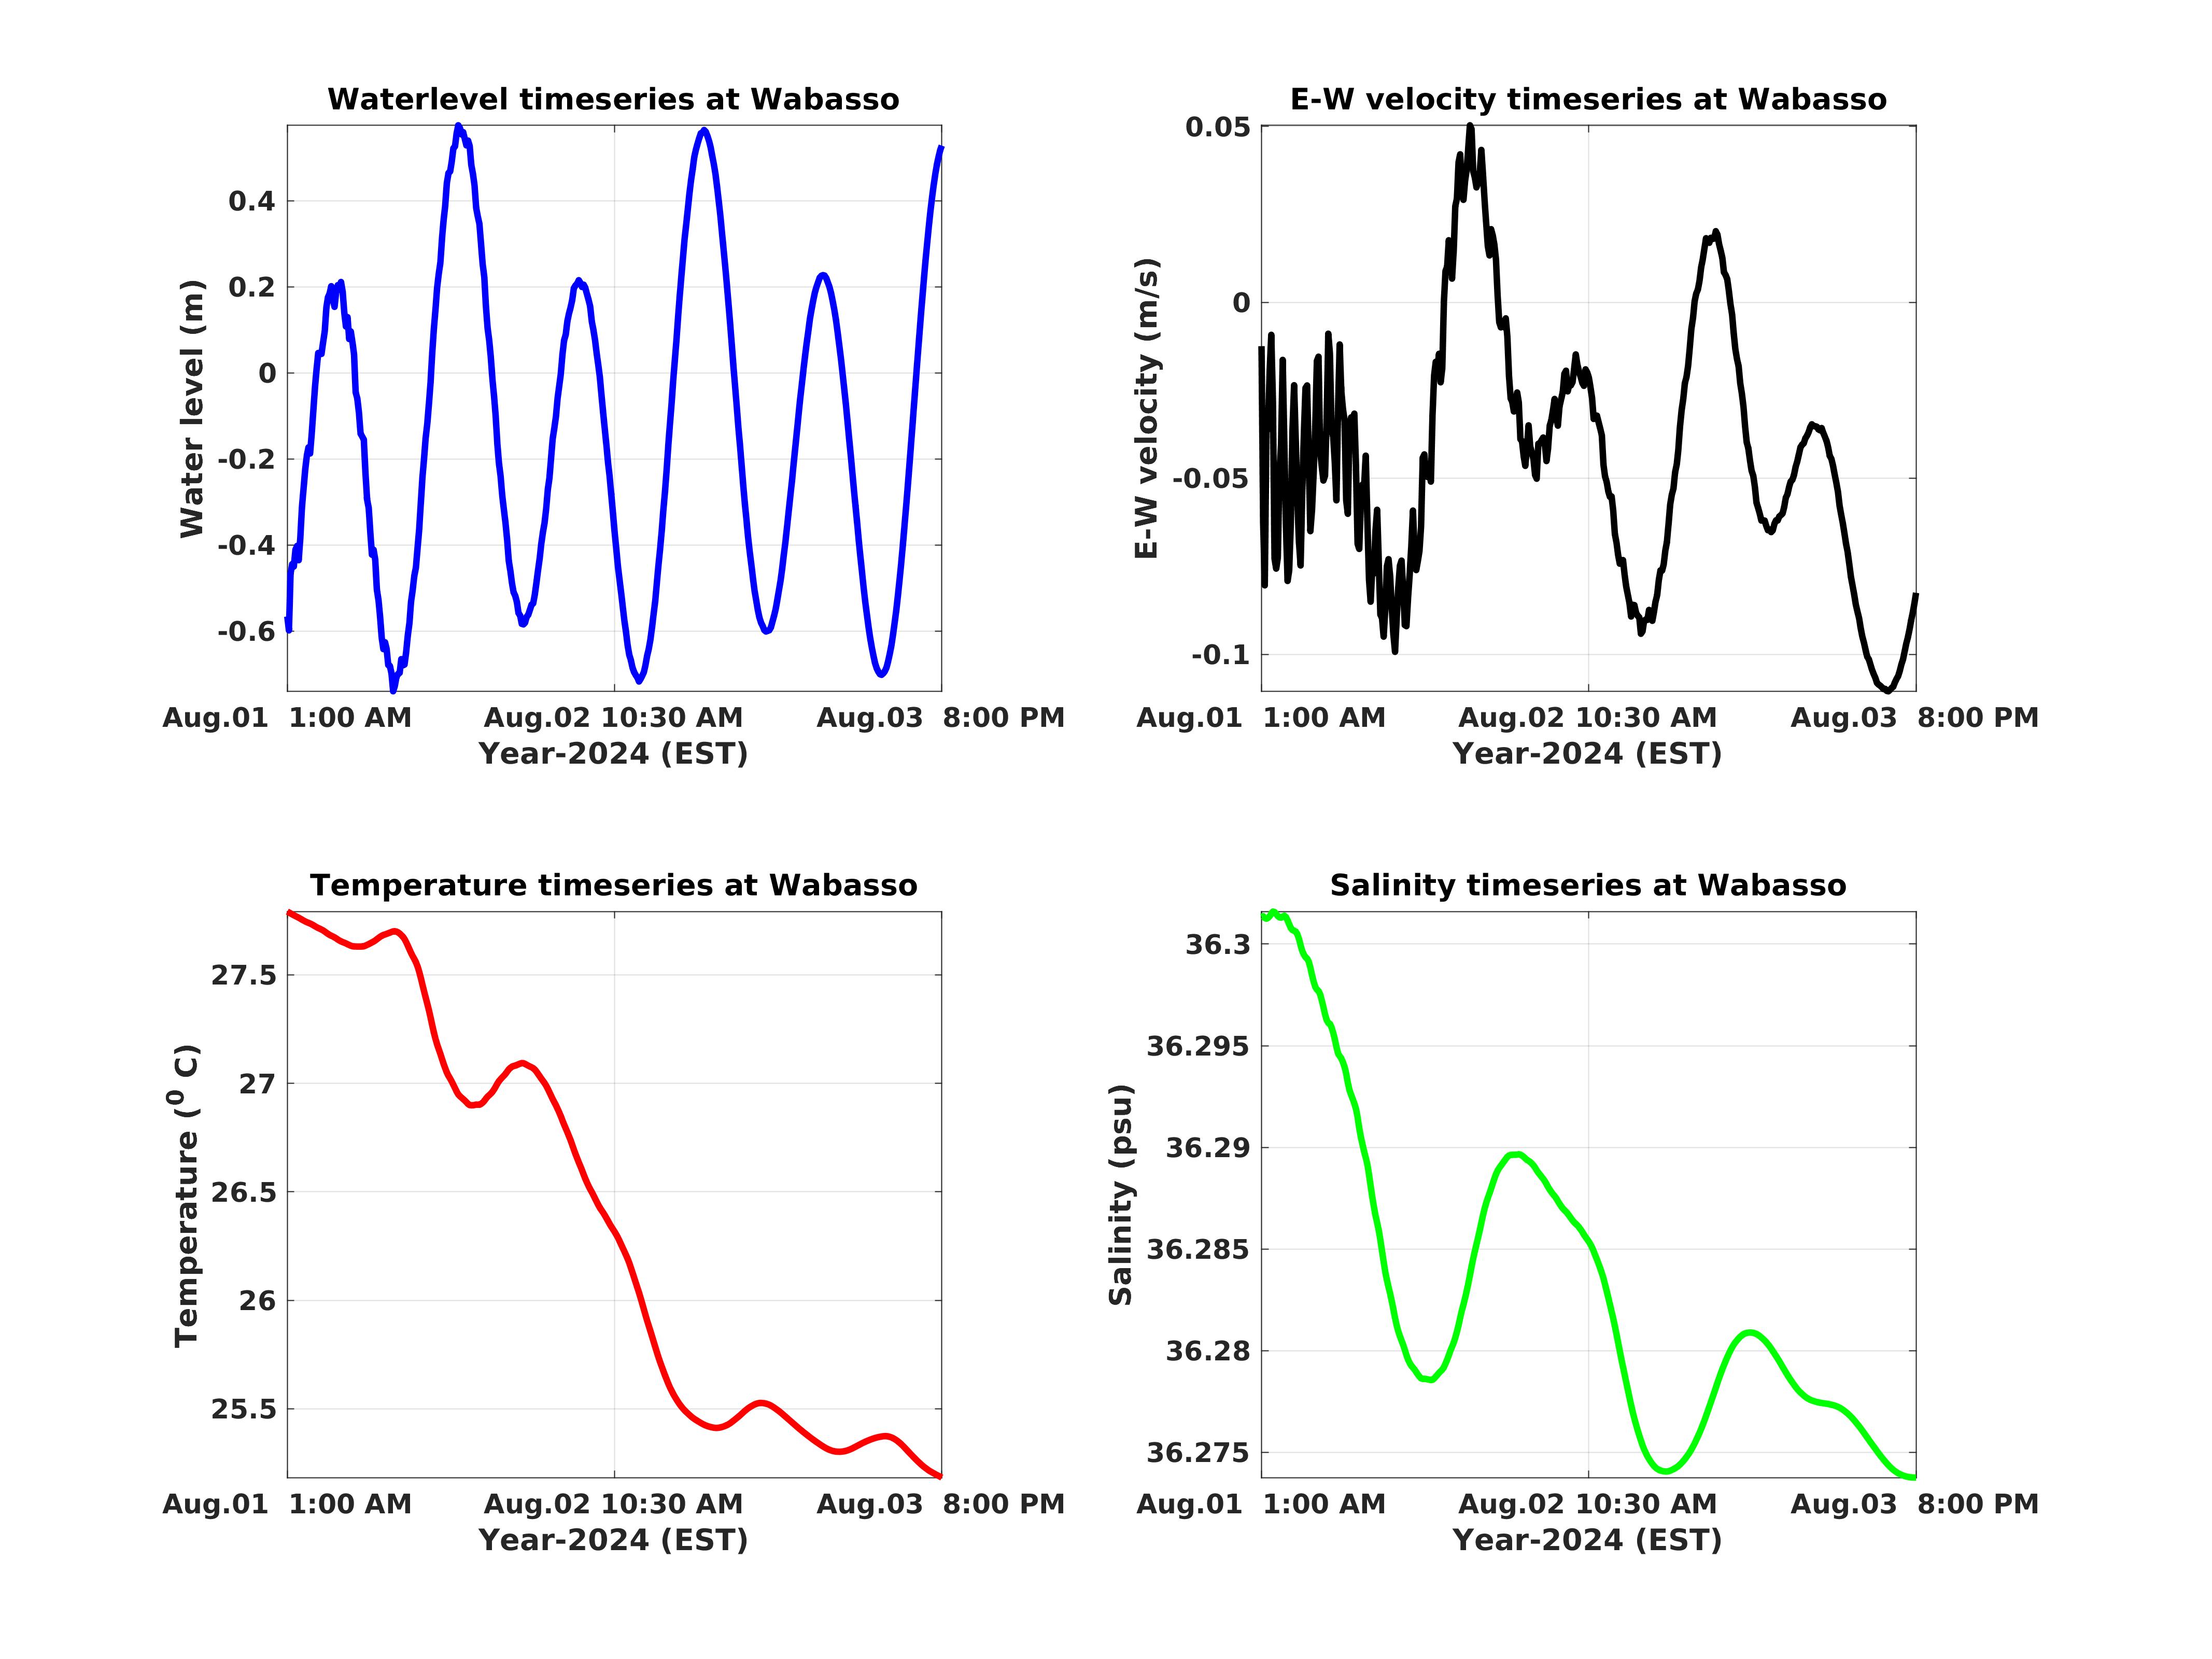 Waterlevel timeseries at Wabasso
Water level (m)
0.4
0.2
0
-0.2
-0.4
-0.6
Aug.01 1:00 AM Aug.02 10:30 AM Aug.03 8:00 PM
Year-2024 (EST)
E-W velocity timeseries at Wabasso
E-W velocity (m/s)
0.05
0
-0.05
-0.1
Aug.01 1:00 AM Aug.02 10:30 AM Aug.03 8:00 PM
Year-2024 (EST)
Temperature timeseries at Wabasso
Temperature (⁰ C)
27.5
27
26.5
26
25.5
Aug.01 1:00 AM Aug.02 10:30 AM Aug.03 8:00 PM
Year-2024 (EST)
Salinity timeseries at Wabasso
Salinity (psu)
36.3
36.295
36.29
36.285
36.28
36.275
Aug.01 1:00 AM Aug.02 10:30 AM Aug.03 8:00 PM
Year-2024 (EST)